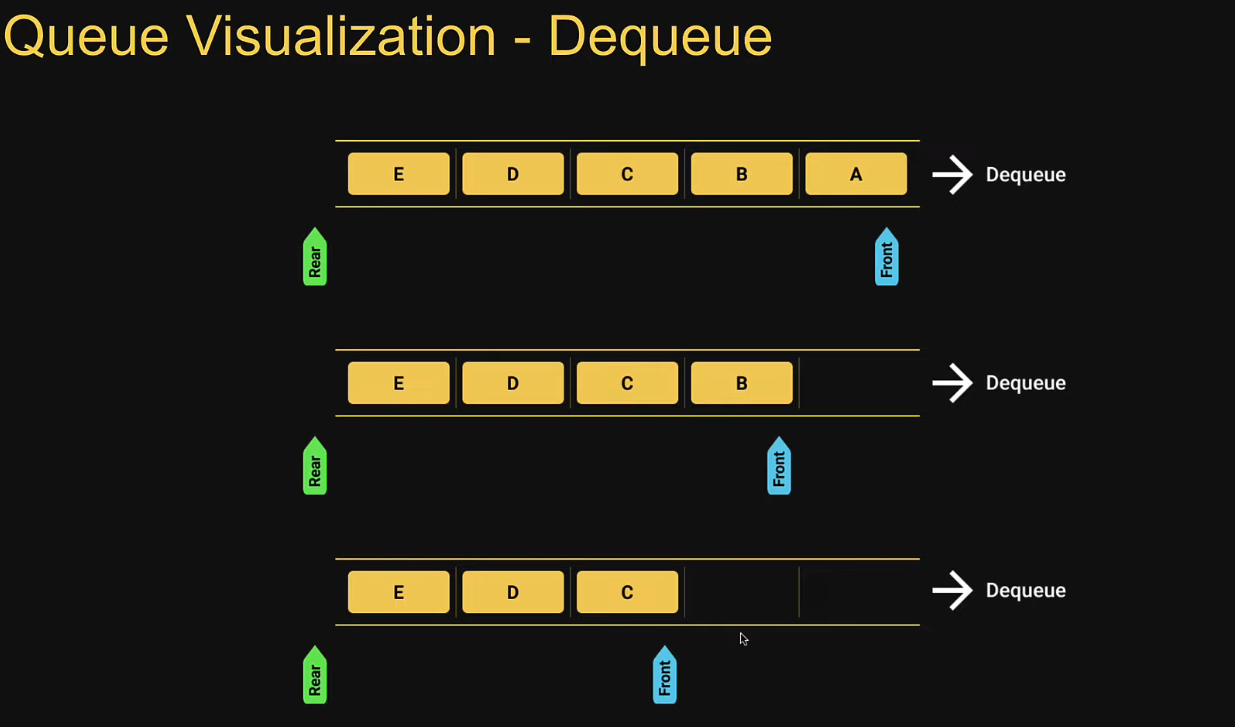 Queue Visualization - Dequeue
E D C B A Dequeue
Rear Front
E D C B Dequeue
Rear Front
E D C Dequeue
Rear Front